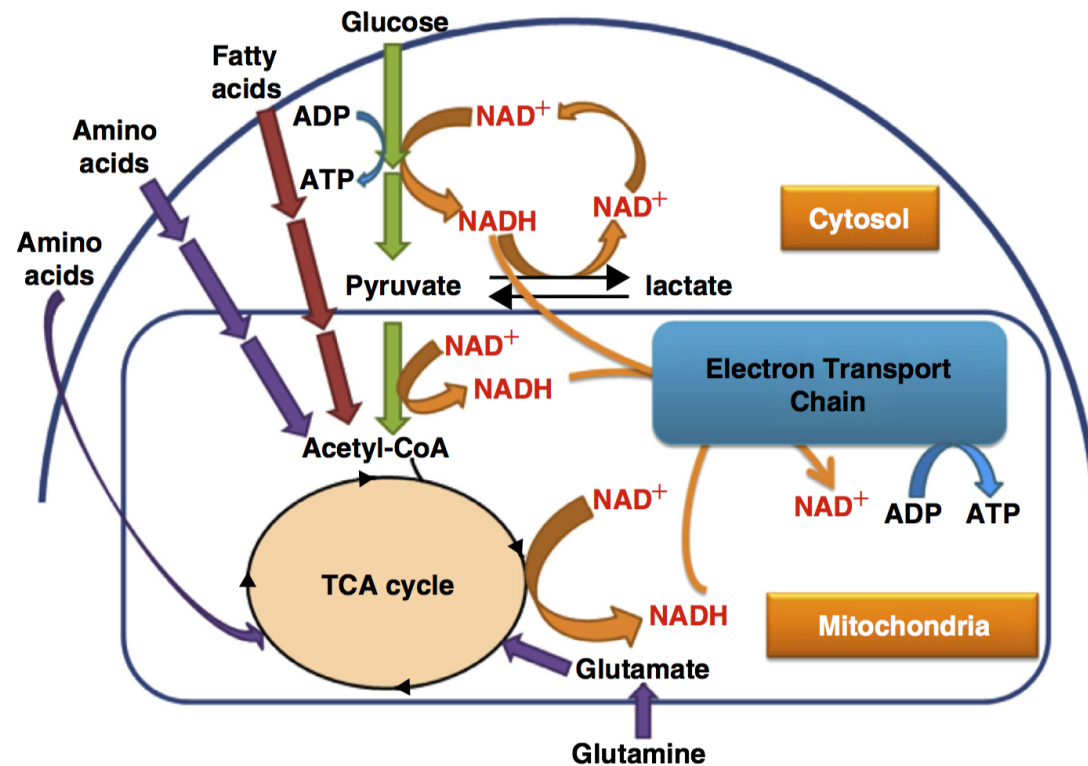 Glucose
Fatty
acids
ADP
NAD+
Amino
acids
ATP
NADH
NAD+
Cytosol
Amino
acids
Pyruvate
lactate
NAD+
NADH
Electron Transport
Chain
Acetyl-CoA
NAD+
NAD+
ADP
ATP
TCA cycle
NADH
Mitochondria
Glutamate
Glutamine